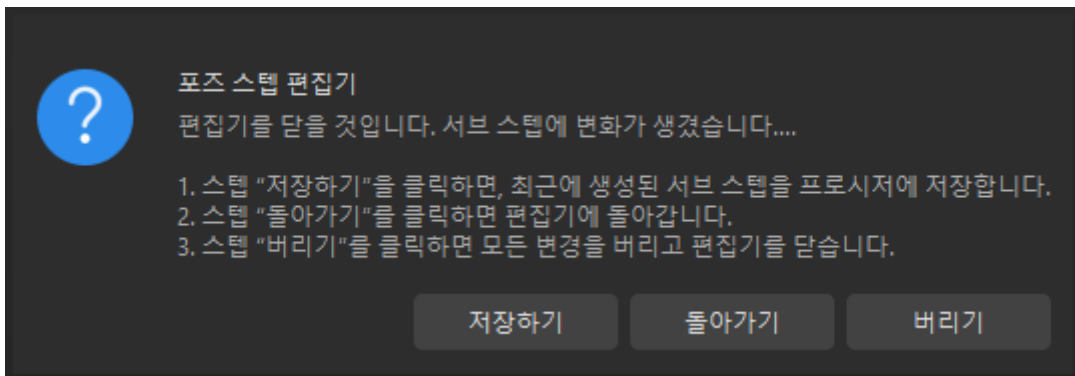 포즈 스텝 편집기
편집기를 닫을 것입니다. 서브 스텝에 변화가 생겼습니다....
1. 스텝 "저장하기"을 클릭하면, 최근에 생성된 서브 스텝을 프로시저에 저장합니다.
2. 스텝 "돌아가기"를 클릭하면 편집기에 돌아갑니다.
3. 스텝 "버리기"를 클릭하면 모든 변경을 버리고 편집기를 닫습니다.
저장하기 돌아가기 버리기